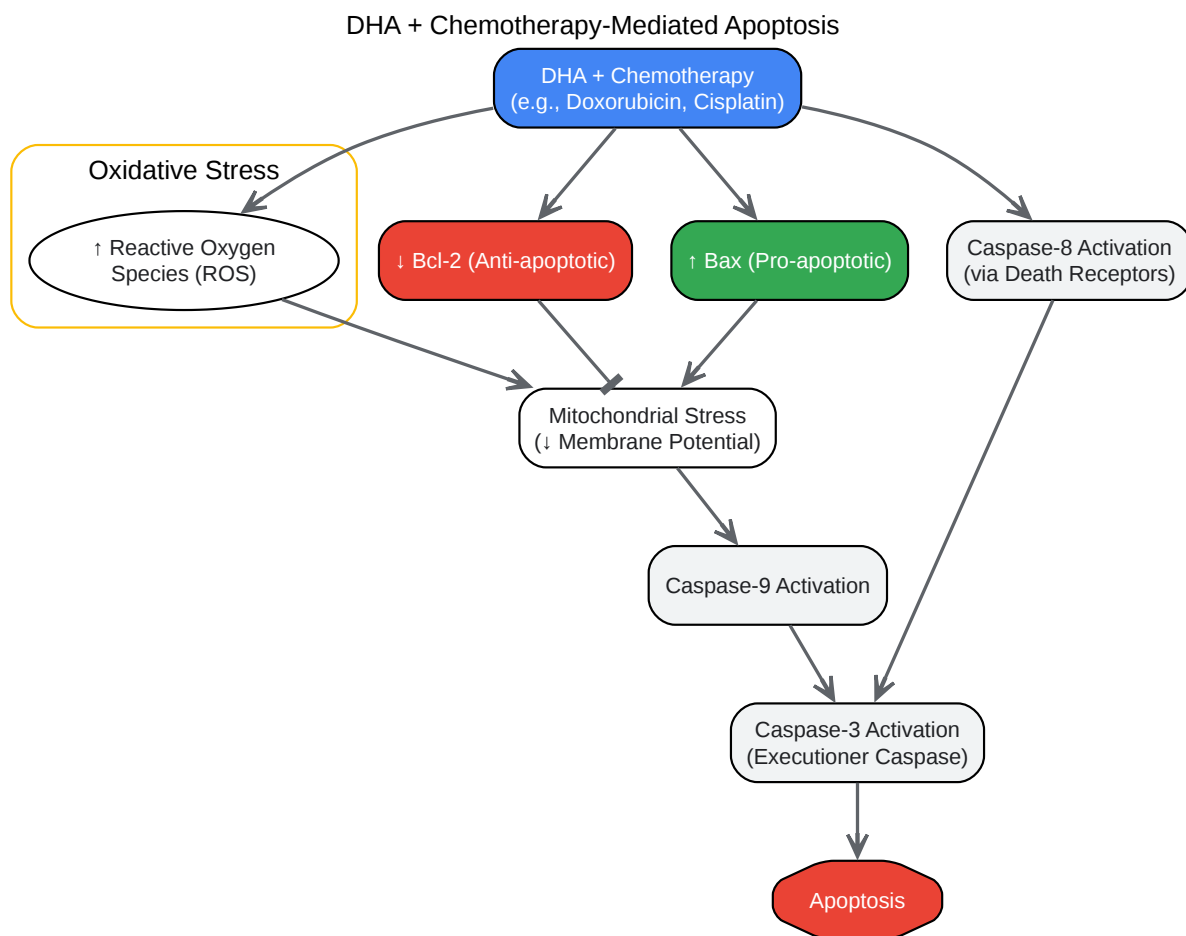 DHA + Chemotherapy-Mediated Apoptosis
DHA + Chemotherapy
(e.g., Doxorubicin, Cisplatin)
Oxidative Stress
↑ Reactive Oxygen
Species (ROS)
↓ Bcl-2 (Anti-apoptotic)
↑ Bax (Pro-apoptotic)
Caspase-8 Activation
(via Death Receptors)
Mitochondrial Stress
(↓ Membrane Potential)
Caspase-9 Activation
Caspase-3 Activation
(Executioner Caspase)
Apoptosis